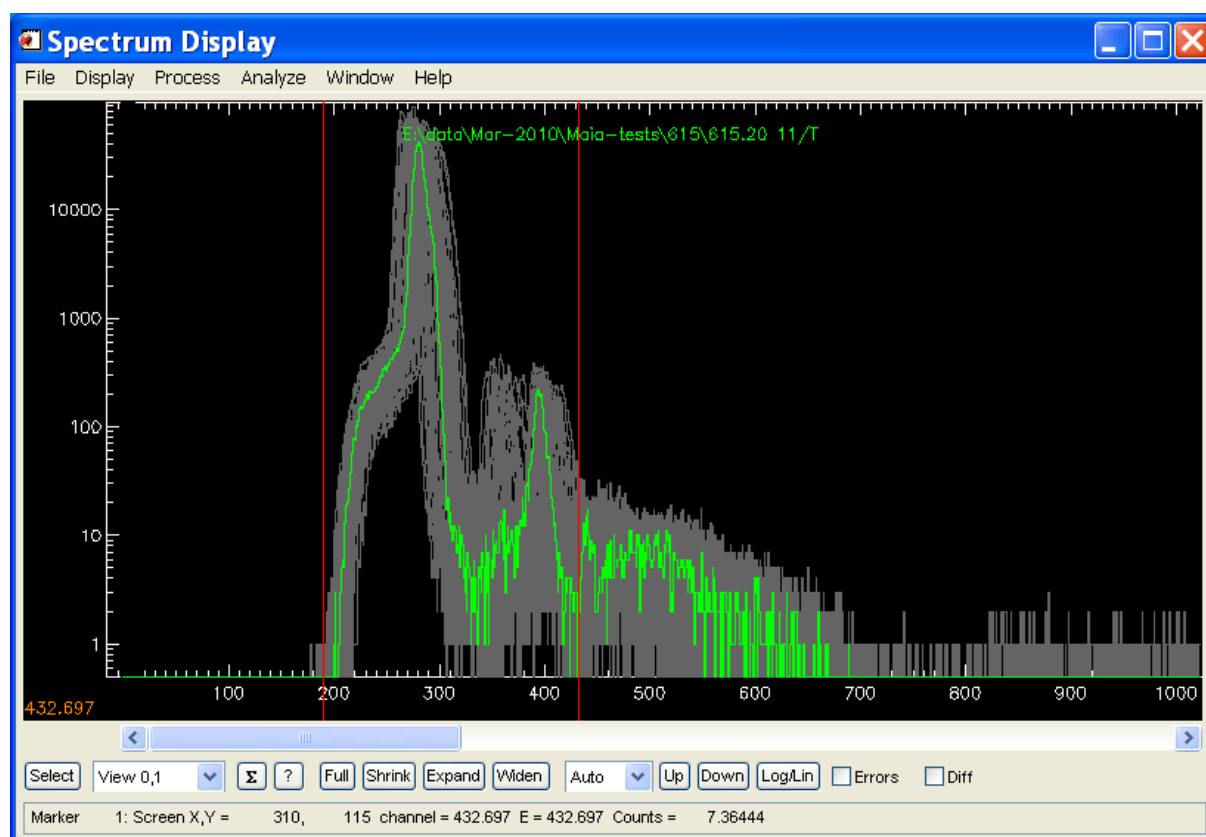 Spectrum Display
File Display Process Analyze Window Help
E:\data\Mar-2010\Maia-tests\615\615.20 11/T
10000
1000
100
10
1
100 200 300 400 500 600 700 800 900 1000
432.697
Select View 0,1 Σ ? Full Shrink Expand Widen Auto Up Down Log/Lin Errors Diff
Marker 1: Screen X,Y = 310, 115 channel = 432.697 E = 432.697 Counts = 7.36444